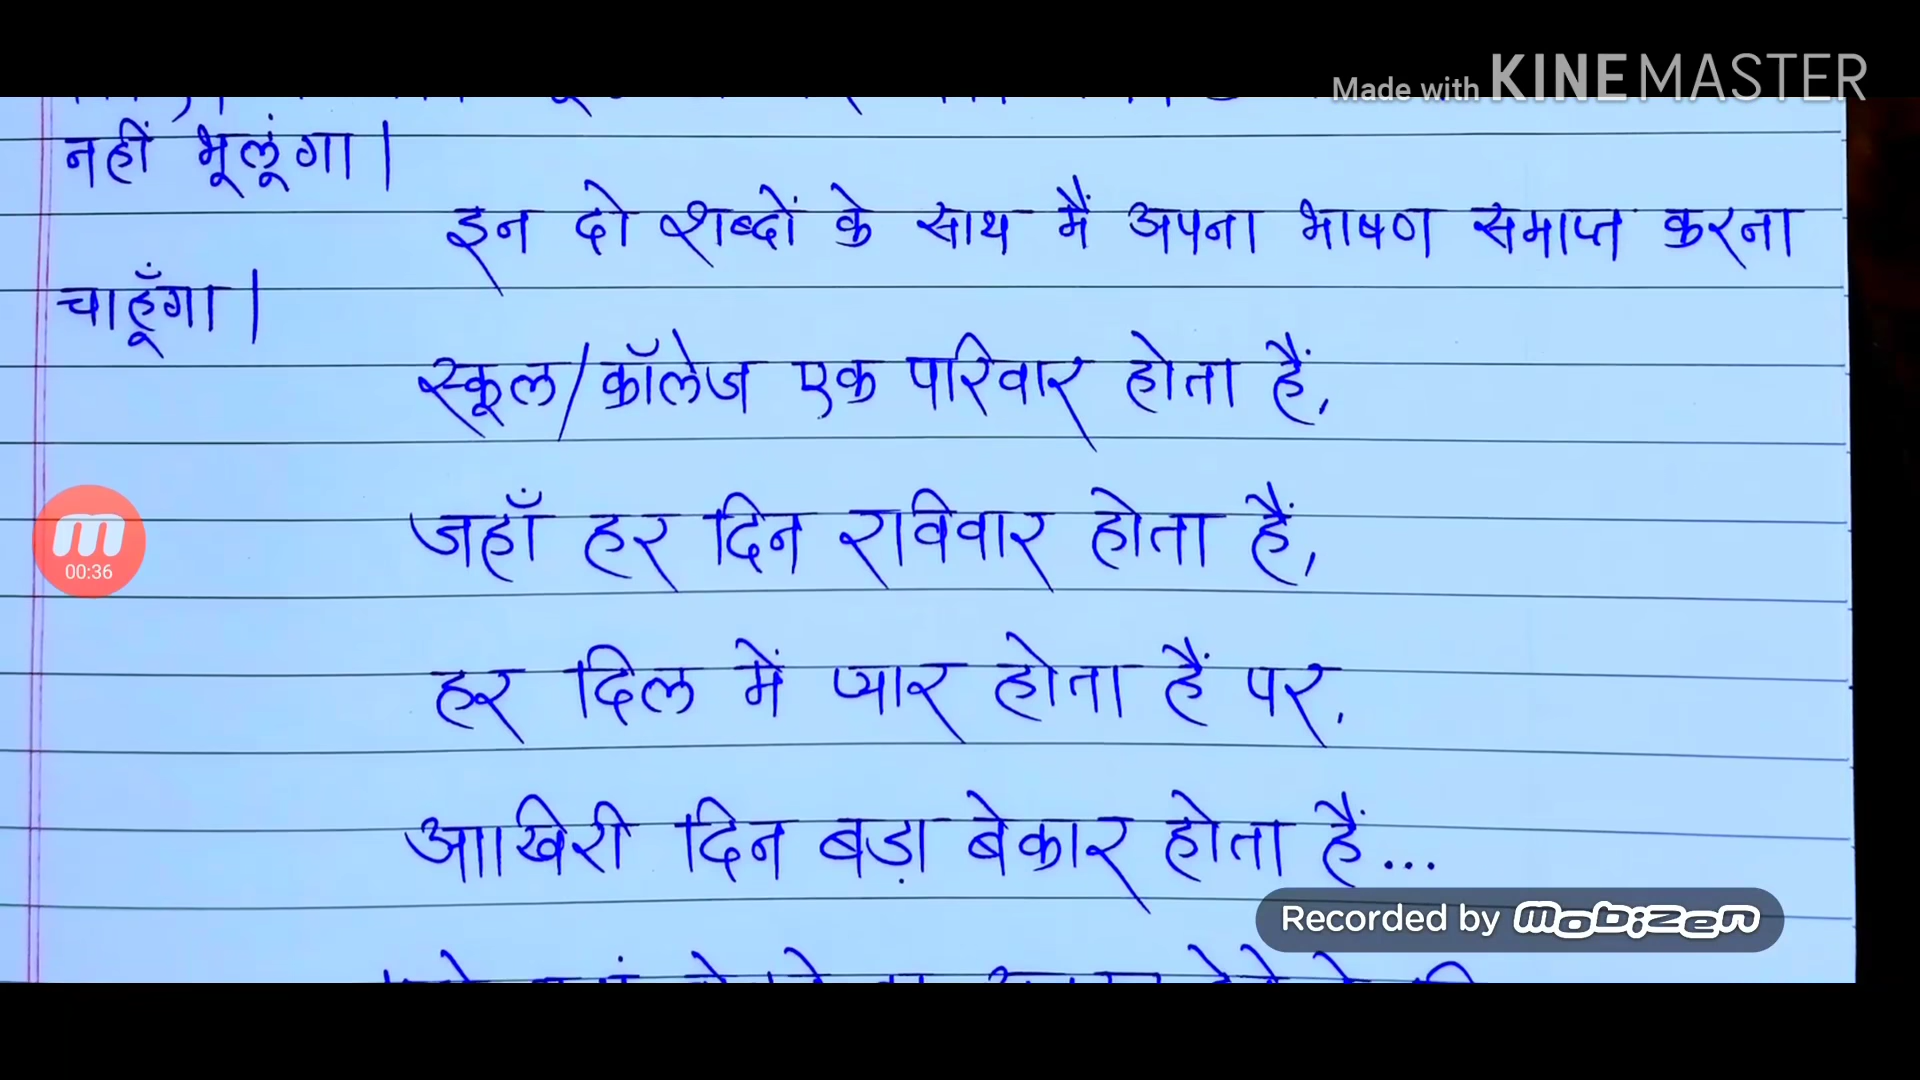 Made with KINEMASTER
नहीं भूलूंगा।
इन दो शब्दों के साथ मैं अपना भाषण समाप्त करना
चाहूँगा।
स्कूल/कॉलेज एक परिवार होता हैं,
जहाँ हर दिन रविवार होता हैं,
00:36
हर दिल में प्यार होता हैं पर,
आखिरी दिन बड़ा बेकार होता हैं...
Recorded by mobizen